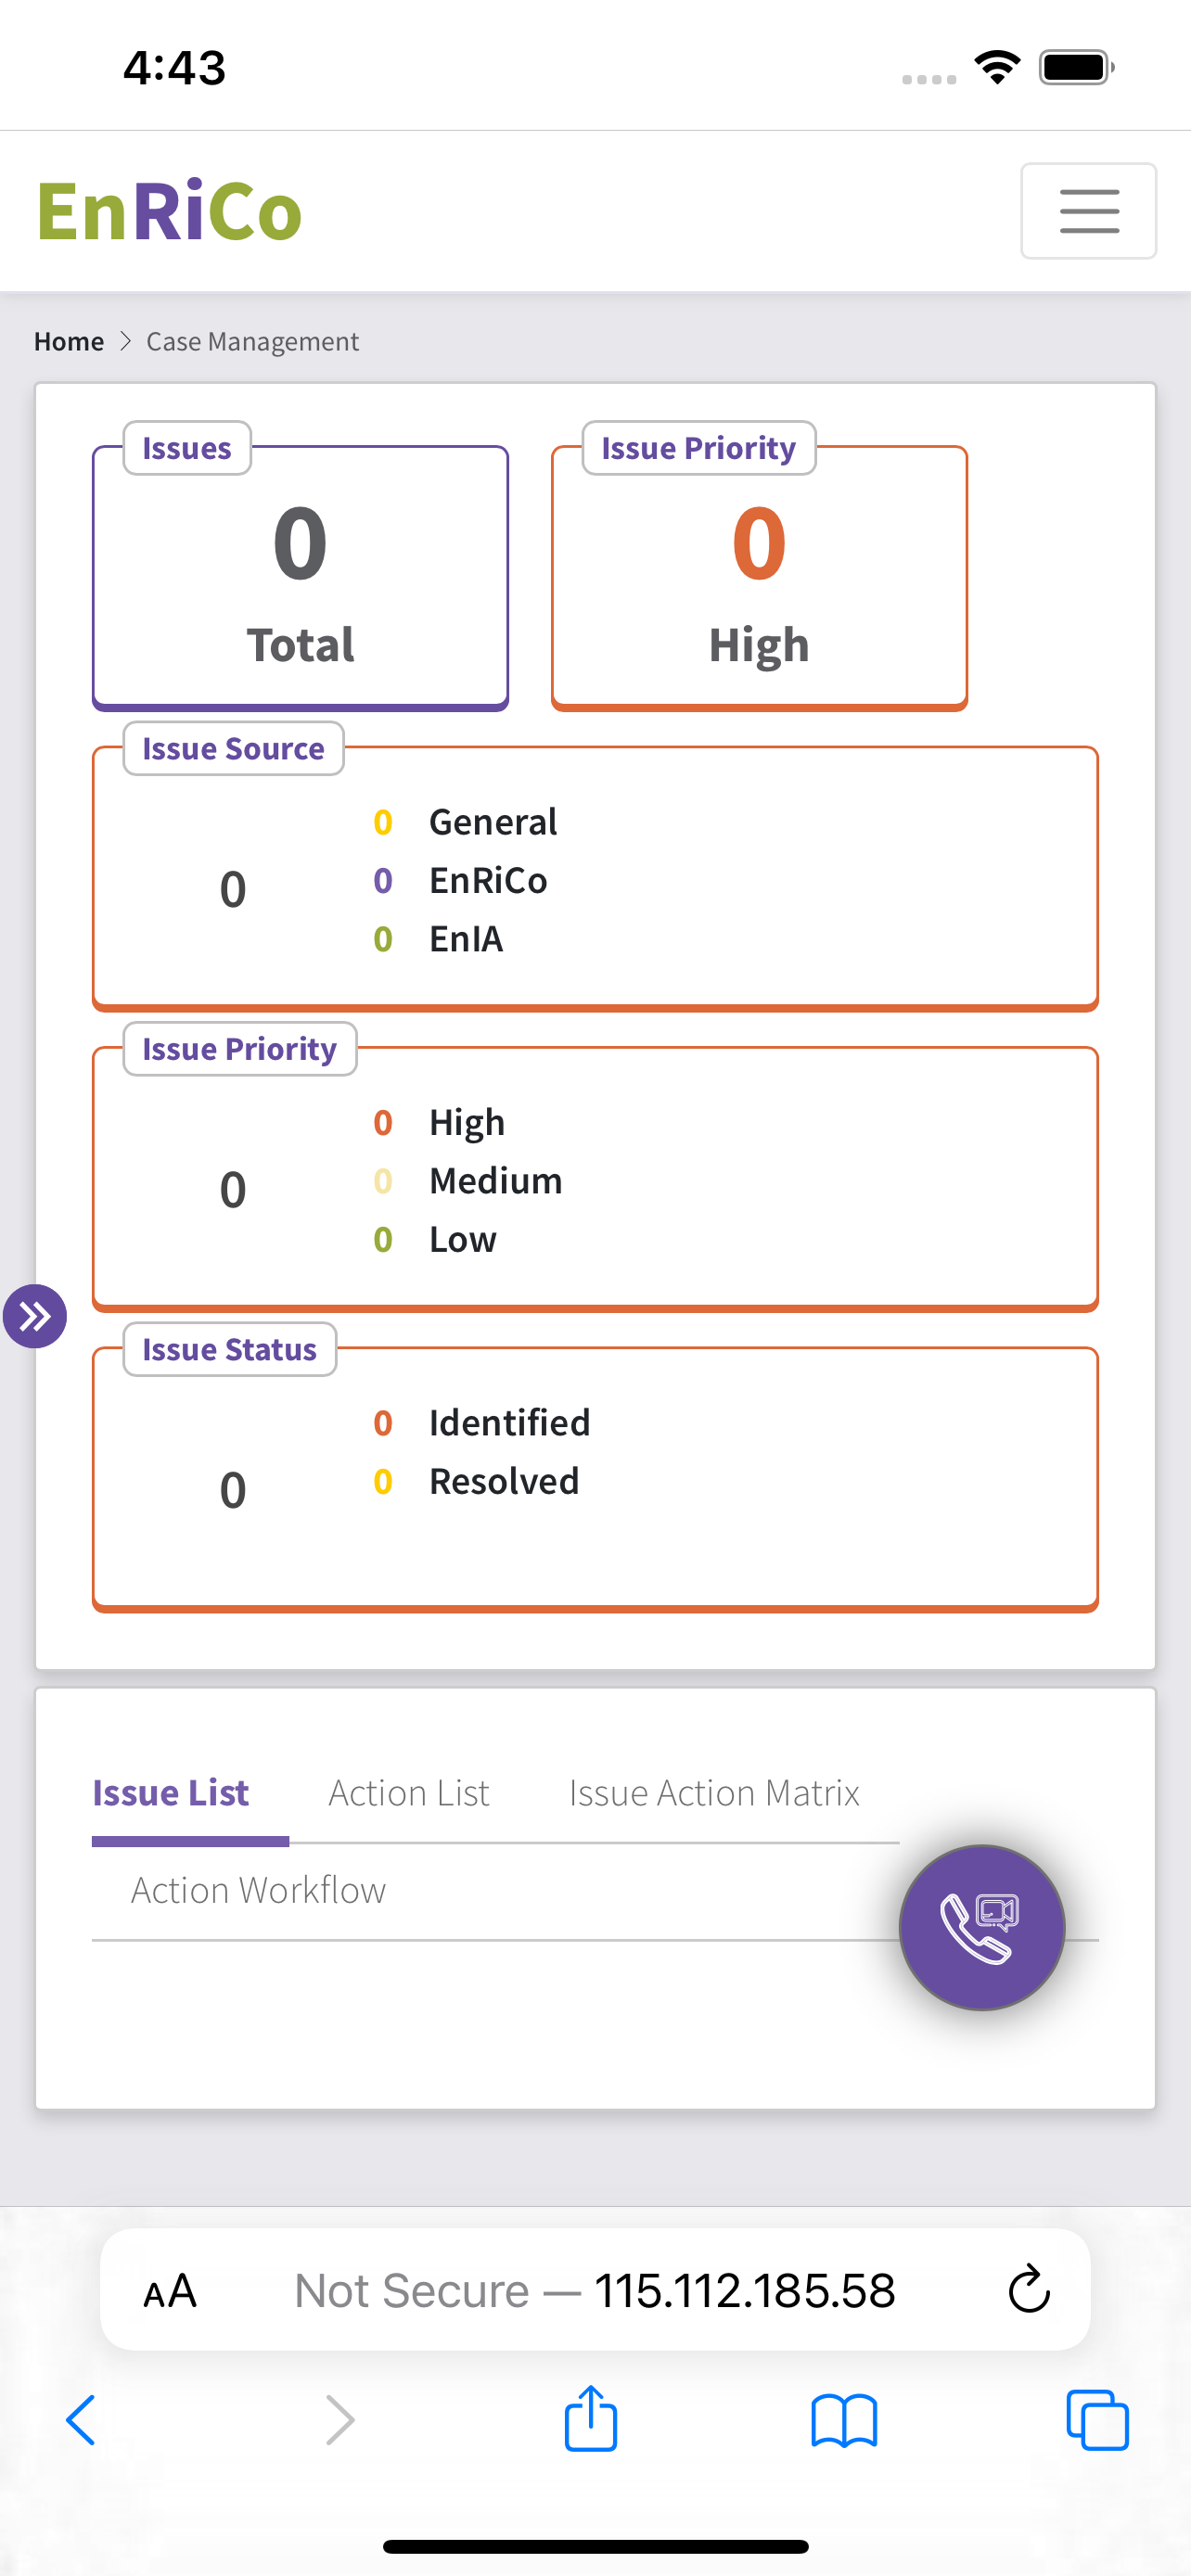 4:43
EnRiCo
Home > Case Management
Issues
0
Total
Issue Priority
0
High
Issue Source
0
0 General
0 EnRiCo
0 EnIA
Issue Priority
0
0 High
0 Medium
0 Low
Issue Status
0
0 Identified
0 Resolved
Issue List Action List Issue Action Matrix
Action Workflow
AA Not Secure — 115.112.185.58